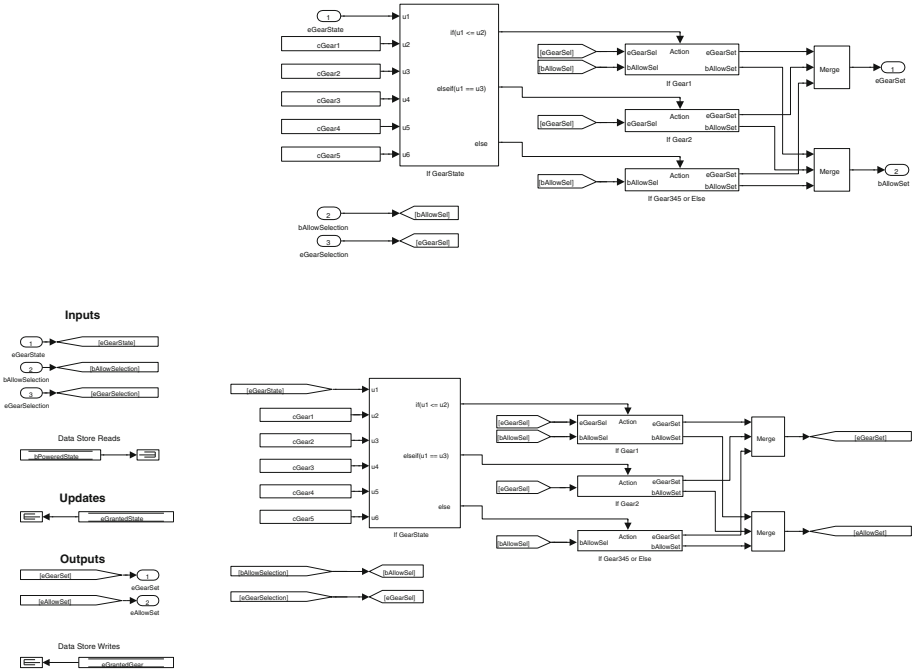 1
eGearState
cGear1
cGear2
cGear3
cGear4
cGear5
u1
u2
u3
u4
u5
u6
if(u1 <= u2)
elseif(u1 == u3)
else
If GearState
[eGearSel]
[bAllowSel]
eGearSel
bAllowSel
Action
eGearSet
bAllowSet
If Gear1
[eGearSel]
eGearSel
Action
eGearSet
bAllowSet
If Gear2
[bAllowSel]
bAllowSel
Action
eGearSet
bAllowSet
If Gear345 or Else
Merge
1
eGearSet
Merge
2
bAllowSet
2
bAllowSelection
[bAllowSel]
3
eGearSelection
[eGearSel]
Inputs
1
eGearState
[eGearState]
2
bAllowSelection
[bAllowSelection]
3
eGearSelection
[eGearSelection]
Data Store Reads
bPoweredState
Updates
eGrantedState
Outputs
[eGearSet]
1
eGearSet
[eAllowSet]
2
eAllowSet
Data Store Writes
eGrantedGear
[eGearState]
cGear1
cGear2
cGear3
cGear4
cGear5
u1
u2
u3
u4
u5
u6
if(u1 <= u2)
elseif(u1 == u3)
else
If GearState
[eGearSel]
[bAllowSel]
eGearSel
bAllowSel
Action
eGearSet
bAllowSet
If Gear1
[eGearSel]
Action
eGearSet
bAllowSet
If Gear2
[bAllowSel]
bAllowSel
Action
eGearSet
bAllowSet
If Gear345 or Else
Merge
[eGearSet]
Merge
[eAllowSet]
[bAllowSelection]
[bAllowSel]
[eGearSelection]
[eGearSel]